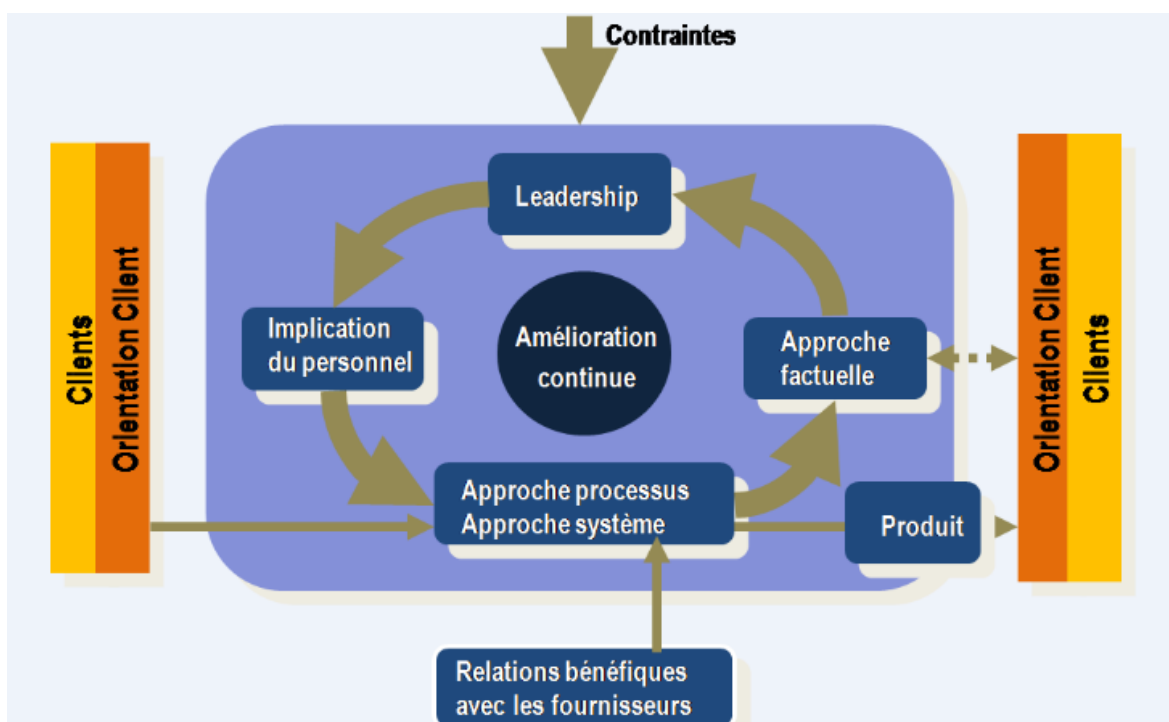 Contraintes
Leadership
Clients
Orientation Client
Implication
du personnel
Amélioration
continue
Approche
factuelle
Orientation Client
Clients
Approche processus
Approche système
Produit
Relations bénéfiques
avec les fournisseurs